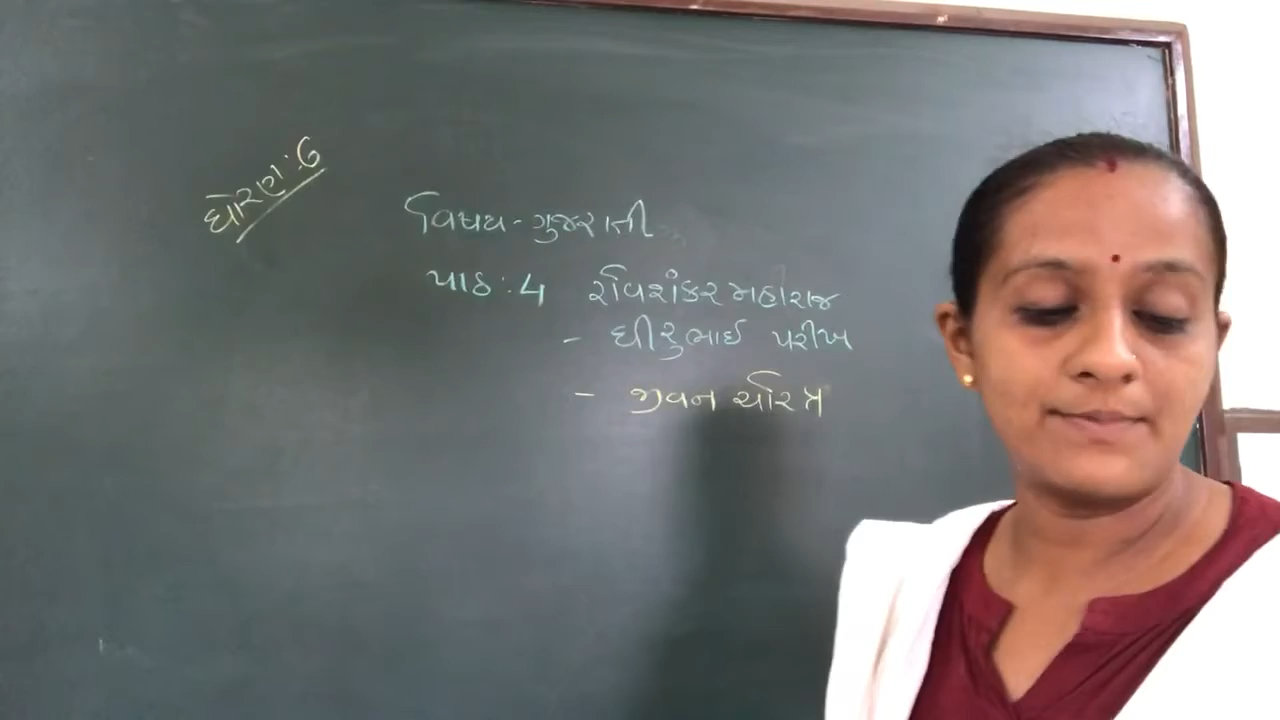 ધોરણ : 6
વિષય - ગુજરાતી
પાઠ : 4 રવિશંકર મહારાજ
- ધીરુભાઈ પરીખ
- જીવન ચરિત્ર